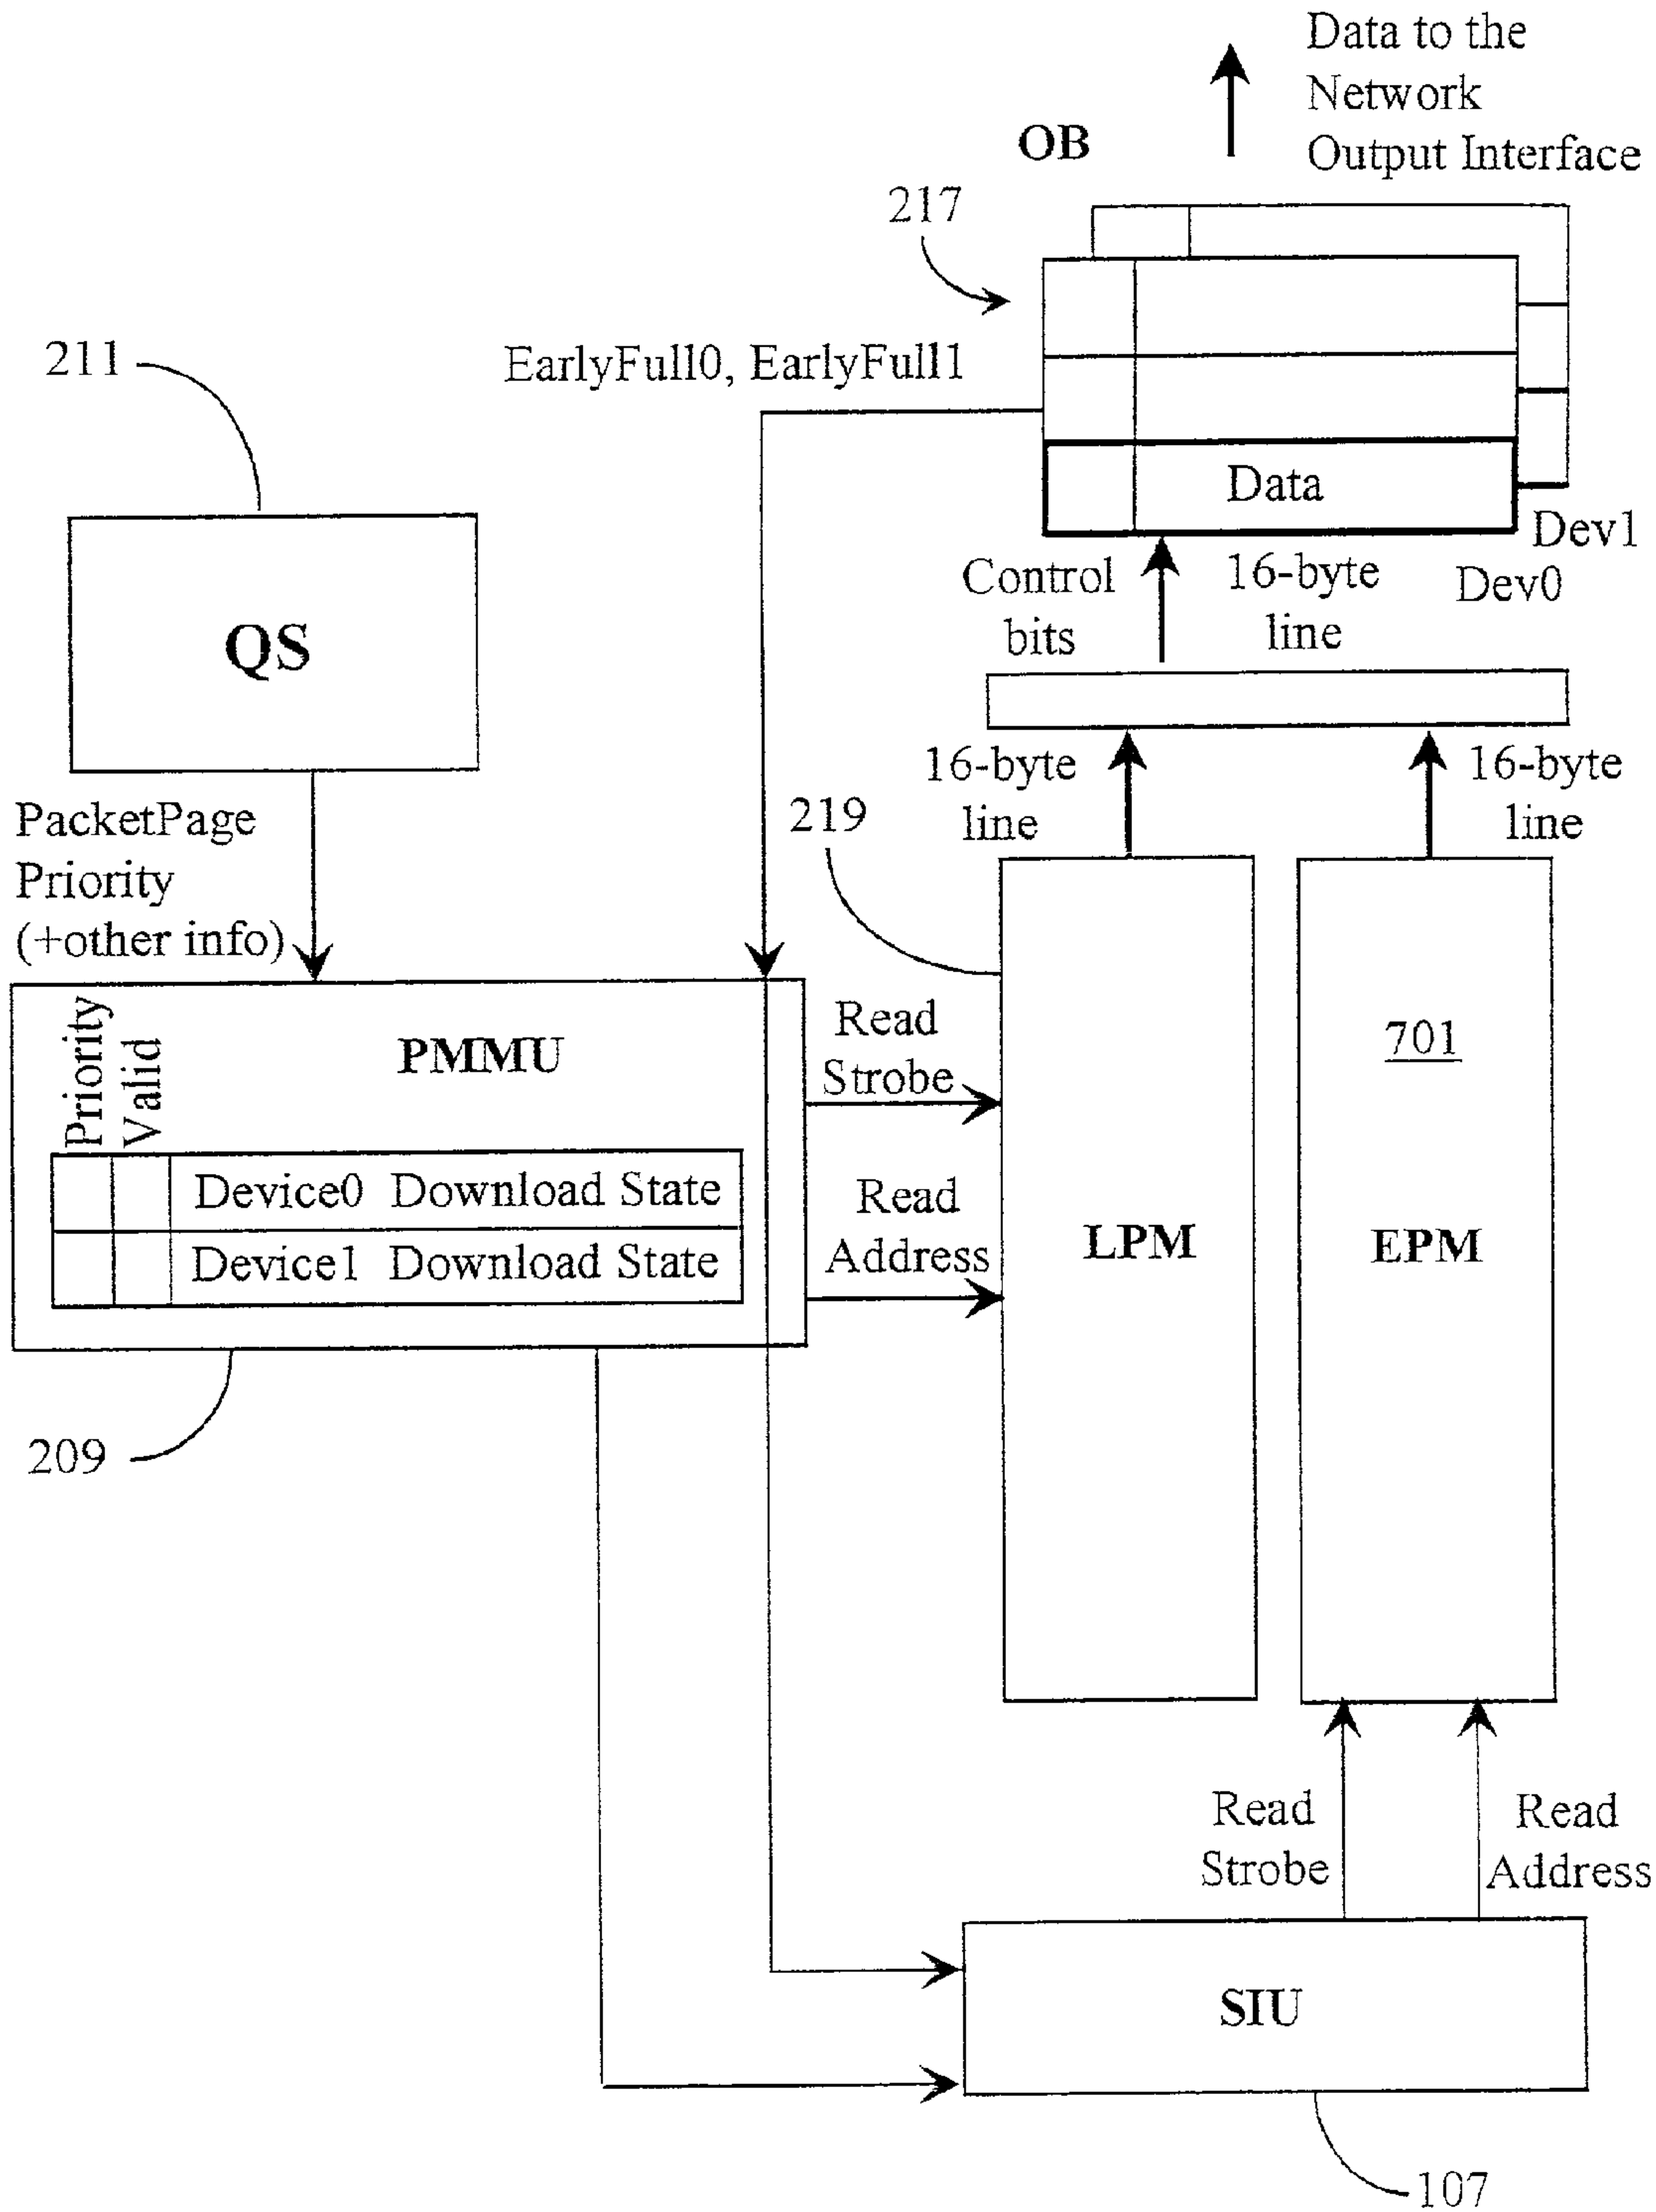 Data to the
Network
Output Interface
OB
217
211
EarlyFull0, EarlyFull1
Data
Dev1
Dev0
Control
bits
16-byte
line
QS
16-byte
line
16-byte
line
PacketPage
Priority
(+other info)
219
Priority
Valid
PMMU
Read
Strobe
701
Device0 Download State
Device1 Download State
Read
Address
LPM
EPM
209
Read
Strobe
Read
Address
SIU
107